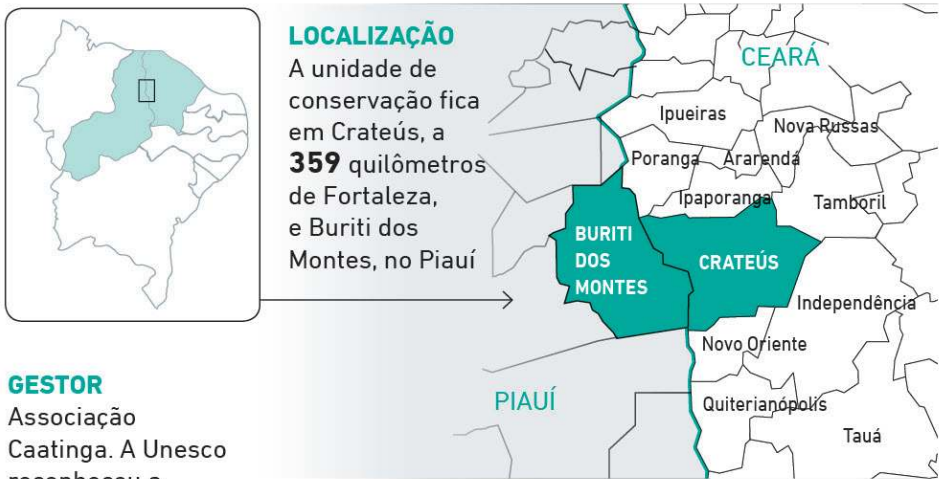 LOCALIZAÇÃO
A unidade de
conservação fica
em Crateús, a
359 quilômetros
de Fortaleza,
e Buriti dos
Montes, no Piauí
CEARÁ
Ipueiras
Nova Russas
Poranga
Ararendá
Ipaporanga
Tamboril
BURITI
DOS
MONTES
CRATEÚS
Independência
Novo Oriente
PIAUÍ
Quiterianópolis
Tauá
GESTOR
Associação
Caatinga. A Unesco
reconheceu a